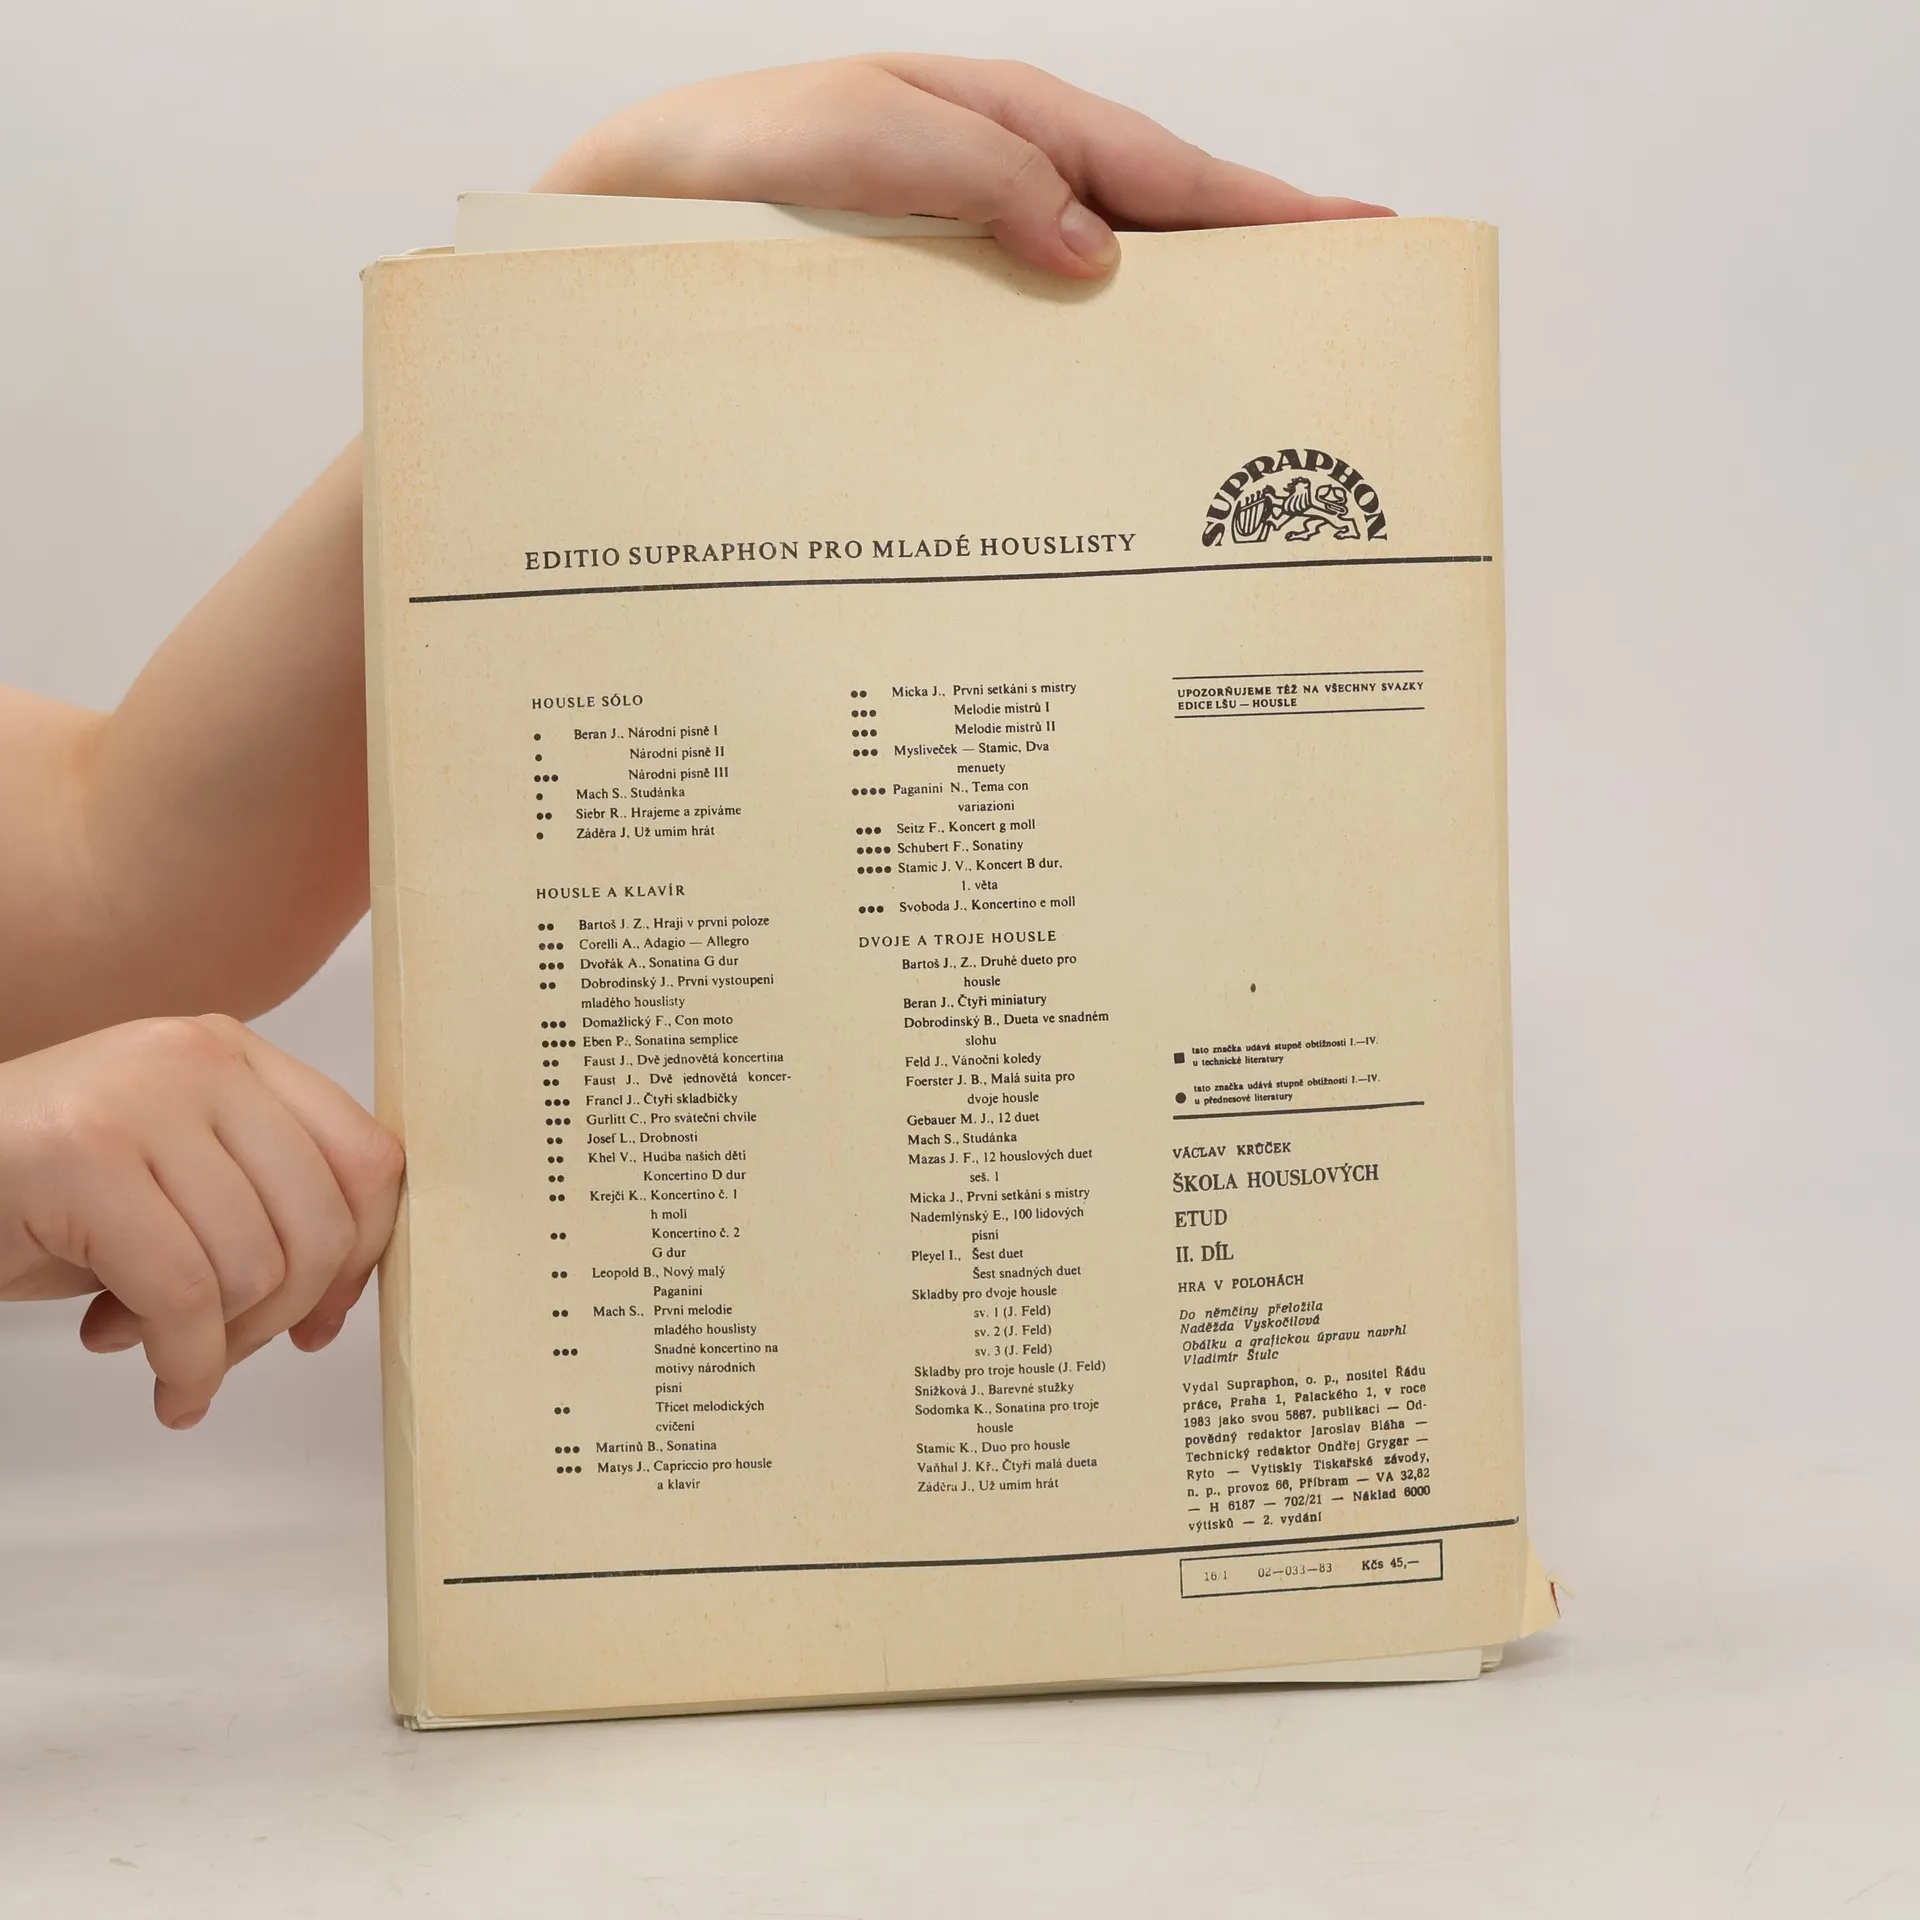 SUPRAPHON
EDITIO SUPRAPHON PRO MLADÉ HOUSLISTY
HOUSLE SÓLO
● Beran J., Národní písně I
● Národní písně II
●●● Národní písně III
● Mach S., Studánka
●● Siebr R., Hrajeme a zpíváme
● Záděra J, Už umím hrát
HOUSLE A KLAVÍR
●● Bartoš J. Z., Hraji v první poloze
●●● Corelli A., Adagio — Allegro
●●● Dvořák A., Sonatina G dur
●● Dobrodinský J., První vystoupení
mladého houslisty
●●● Domažlický F., Con moto
●●●● Eben P., Sonatina semplice
●● Faust J., Dvě jednovětá koncertina
●● Faust J., Dvě jednovětá koncer-
●●● Francl J., Čtyři skladbičky
●●● Gurlitt C., Pro sváteční chvíle
●● Josef L., Drobnosti
●● Khel V., Hudba našich dětí
●● Koncertino D dur
●● Krejčí K., Koncertino č. 1
h moll
●● Koncertino č. 2
G dur
●● Leopold B., Nový malý
Paganini
●● Mach S., První melodie
mladého houslisty
●●● Snadné koncertino na
motivy národních
písní
●● Třicet melodických
cvičení
●●● Martinů B., Sonatina
●●● Matys J., Capriccio pro housle
a klavír
●● Micka J., První setkání s mistry
●●● Melodie mistrů I
●●● Melodie mistrů II
●●● Mysliveček — Stamic, Dva
menuety
●●●● Paganini N., Tema con
variazioni
●●● Seitz F., Koncert g moll
●●●● Schubert F., Sonatiny
●●●● Stamic J. V., Koncert B dur,
1. věta
●●● Svoboda J., Koncertino e moll
DVOJE A TROJE HOUSLE
Bartoš J., Z., Druhé dueto pro
housle
Beran J., Čtyři miniatury
Dobrodinský B., Dueta ve snadném
slohu
Feld J., Vánoční koledy
Foerster J. B., Malá suita pro
dvoje housle
Gebauer M. J., 12 duet
Mach S., Studánka
Mazas J. F., 12 houslových duet
seš. 1
Micka J., První setkání s mistry
Nademlýnský E., 100 lidových
písní
Pleyel I., Šest duet
Šest snadných duet
Skladby pro dvoje housle
sv. 1 (J. Feld)
sv. 2 (J. Feld)
sv. 3 (J. Feld)
Skladby pro troje housle (J. Feld)
Snížková J., Barevné stužky
Sodomka K., Sonatina pro troje
housle
Stamic K., Duo pro housle
Vaňhal J. Kř., Čtyři malá dueta
Záděra J., Už umím hrát
UPOZORŇUJEME TÉŽ NA VŠECHNY SVAZKY
EDICE LŠU — HOUSLE
■ tato značka udává stupně obtížnosti I.—IV.
u technické literatury
● tato značka udává stupně obtížnosti I.—IV.
u přednesové literatury
VÁCLAV KRŮČEK
ŠKOLA HOUSLOVÝCH
ETUD
II. DÍL
HRA V POLOHÁCH
Do němčiny přeložila
Naděžda Vyskočilová
Obálku a grafickou úpravu navrhl
Vladimír Štulc
Vydal Supraphon, o. p., nositel Řádu
práce, Praha 1, Palackého 1, v roce
1983 jako svou 5667. publikaci — Od-
povědný redaktor Jaroslav Bláha —
Technický redaktor Ondřej Grygar —
Ryto — Vytiskly Tiskařské závody,
n. p., provoz 66, Příbram — VA 32,82
— H 6187 — 702/21 — Náklad 6000
výtisků — 2. vydání
16/1 02—033—83 Kčs 45,—